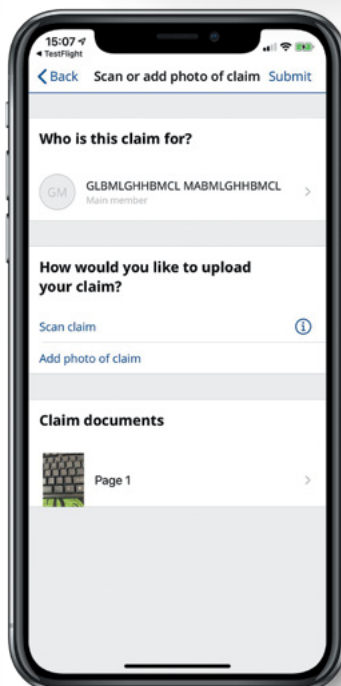 15:07
TestFlight
Back Scan or add photo of claim Submit
Who is this claim for?
GM GLBMLGHHBMCL MABMLGHHBMCL
Main member
How would you like to upload
your claim?
Scan claim
Add photo of claim
Claim documents
Page 1